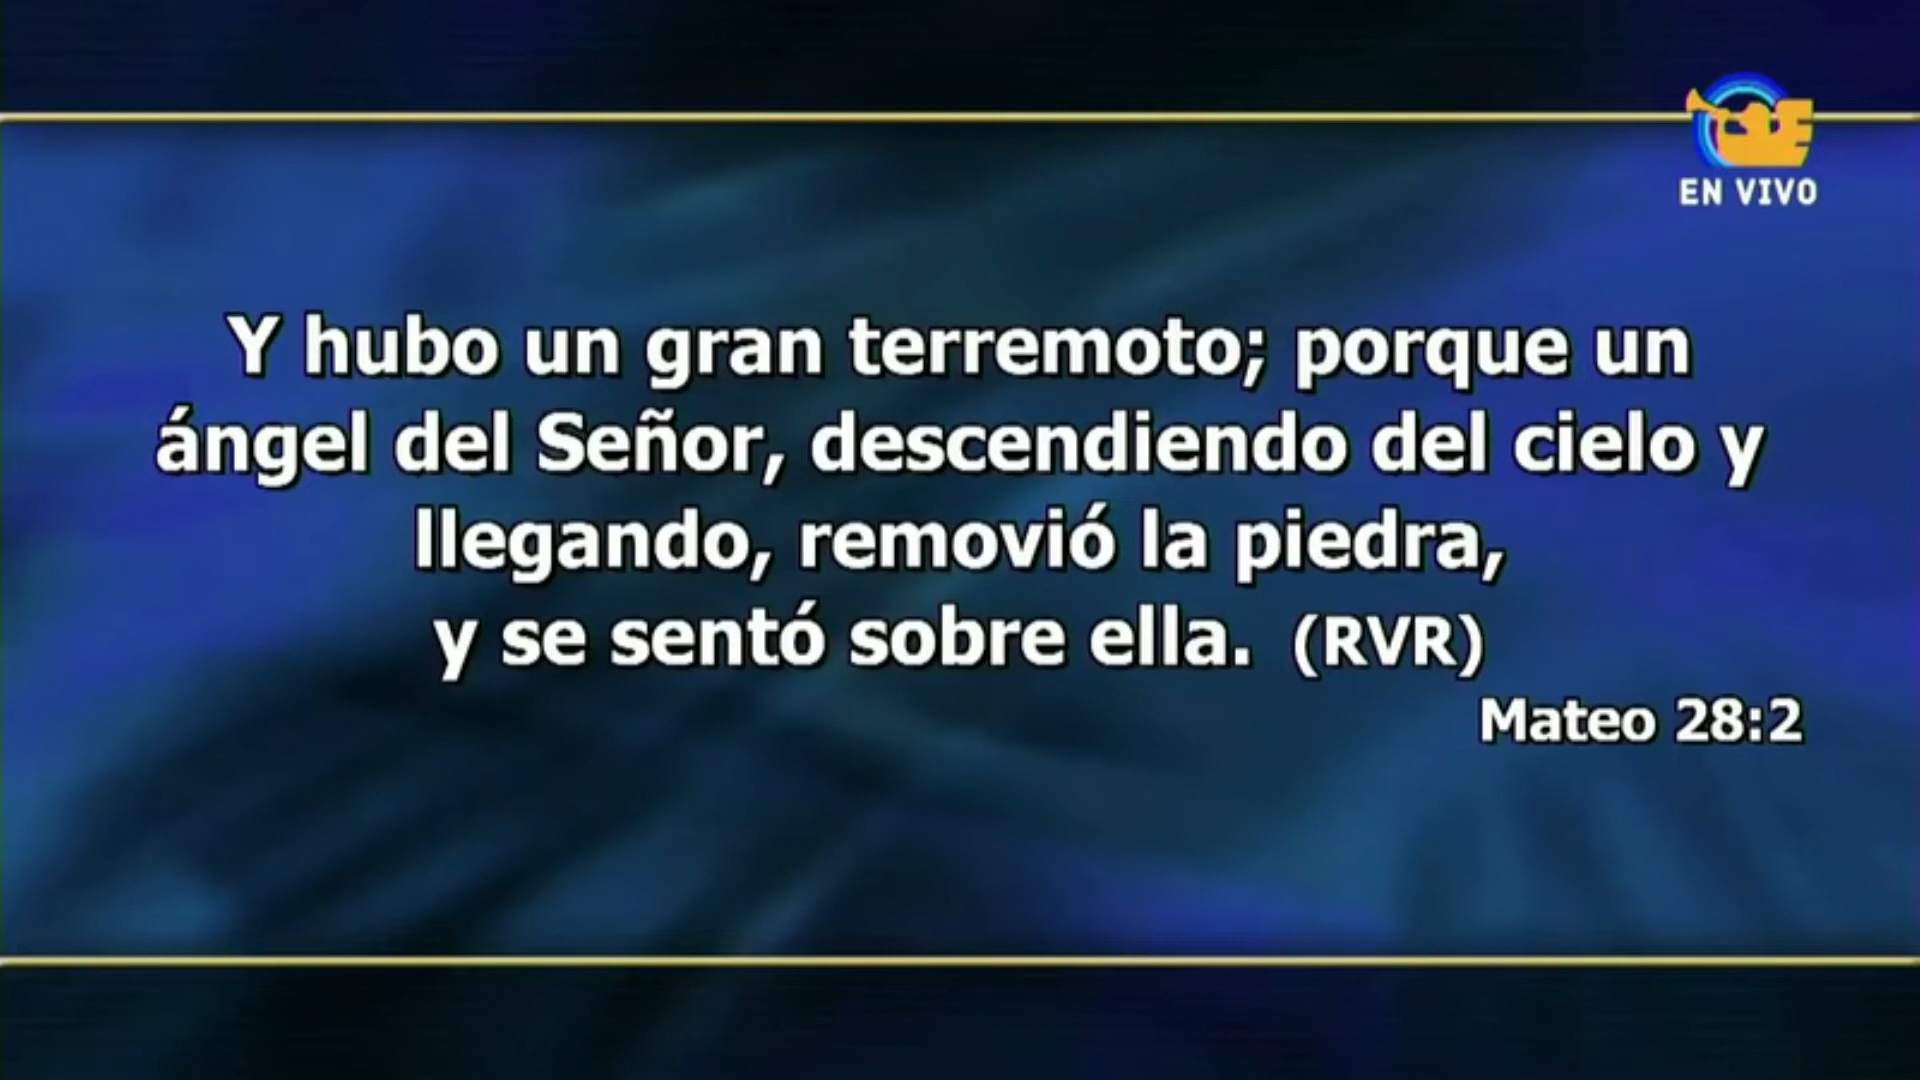 E
EN VIVO
Y hubo un gran terremoto; porque un
ángel del Señor, descendiendo del cielo y
llegando, removió la piedra,
y se sentó sobre ella. (RVR)
Mateo 28:2